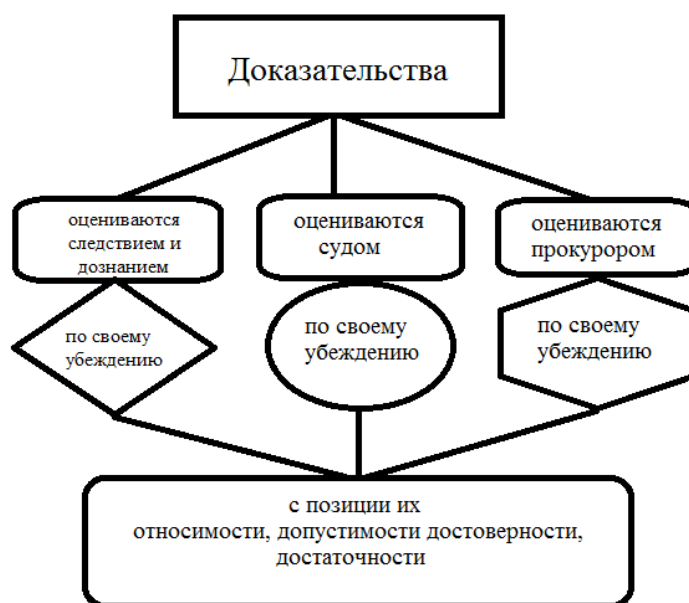 Доказательства
оцениваются
следствием и
дознанием
оцениваются
судом
оцениваются
прокурором
по своему
убеждению
по своему
убеждению
по своему
убеждению
с позиции их
относимости, допустимости достоверности,
достаточности